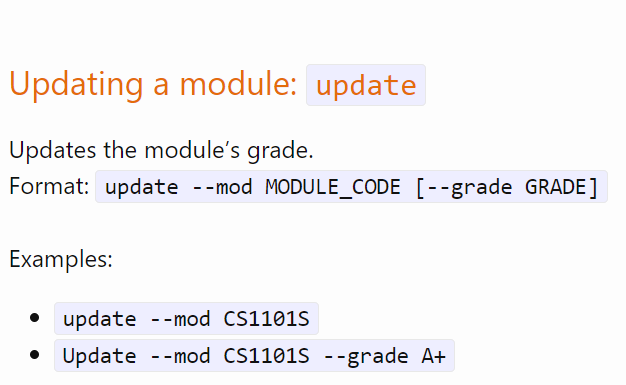 Updating a module: update
Updates the module’s grade.
Format: update --mod MODULE_CODE [--grade GRADE]
Examples:
update --mod CS1101S
Update --mod CS1101S --grade A+